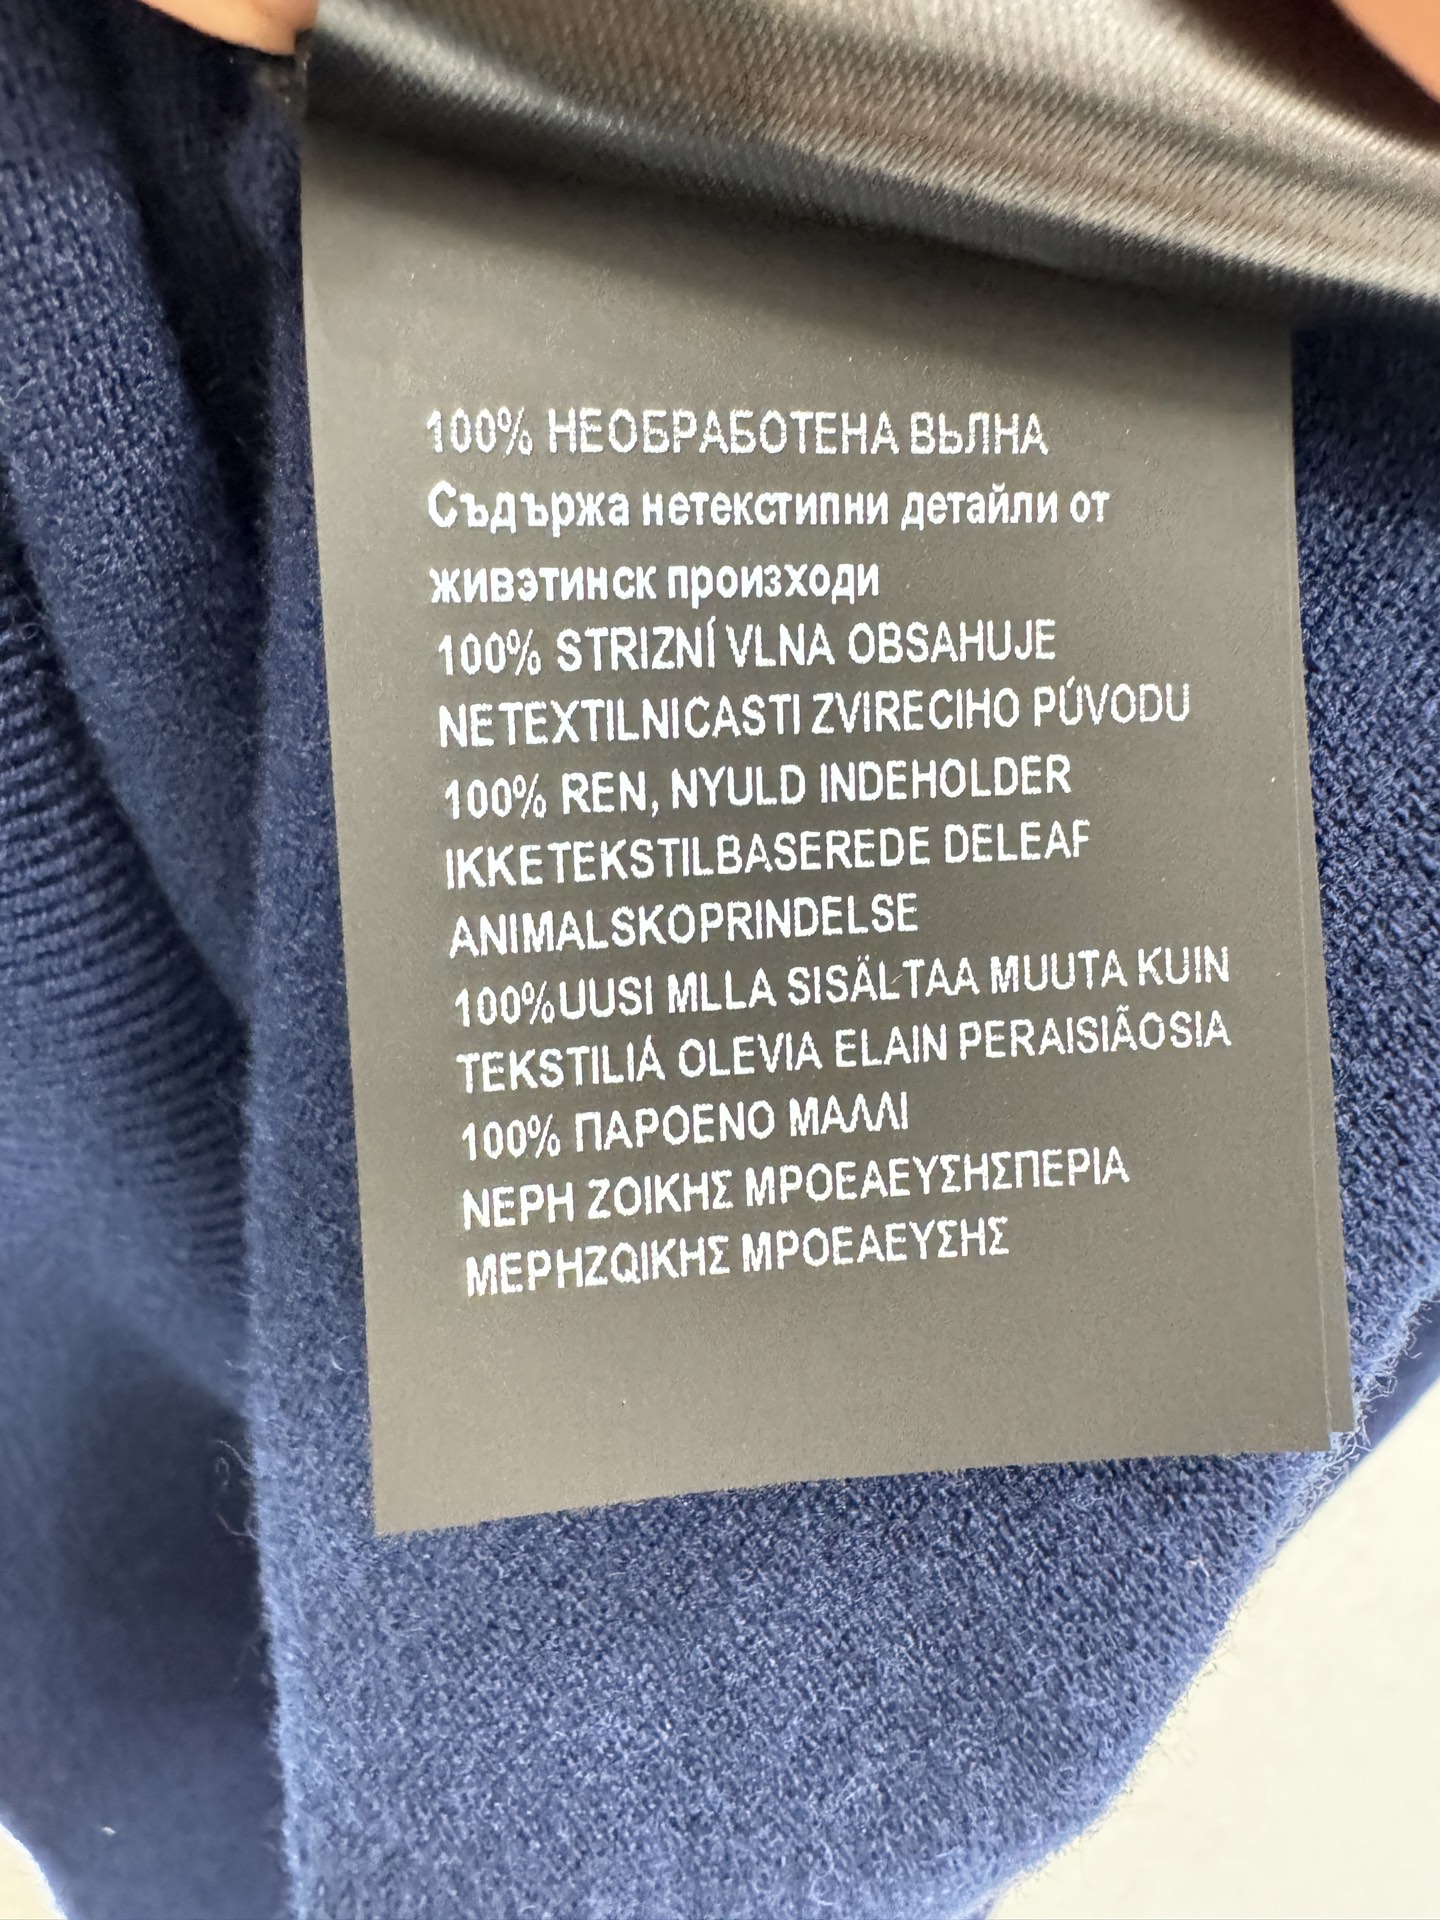 100% НЕОБРАБОТЕНА ВЬЛНА
Съдържа нетекстипни детайли от
живэтинск произходи
100% STRIZNÍ VLNA OBSAHUJE
NETEXTILNICASTI ZVIRECIHO PÚVODU
100% REN, NYULD INDEHOLDER
IKKETEKSTILBASEREDE DELEAF
ANIMALSKOPRINDELSE
100%UUSI MLLA SISÄLTAA MUUTA KUIN
TEKSTILIÁ OLEVIA ELAIN PERAISIÃOSIA
100% ΠΑΡΟΕΝΟ ΜΑΛΛΙ
ΝΕΡΗ ΖΟΙΚΗΣ ΜΡΟΕΑΕΥΣΗΣΠΕΡΙΑ
ΜΕΡΗΖQΙΚΗΣ ΜΡΟΕΑΕΥΣΗΣ